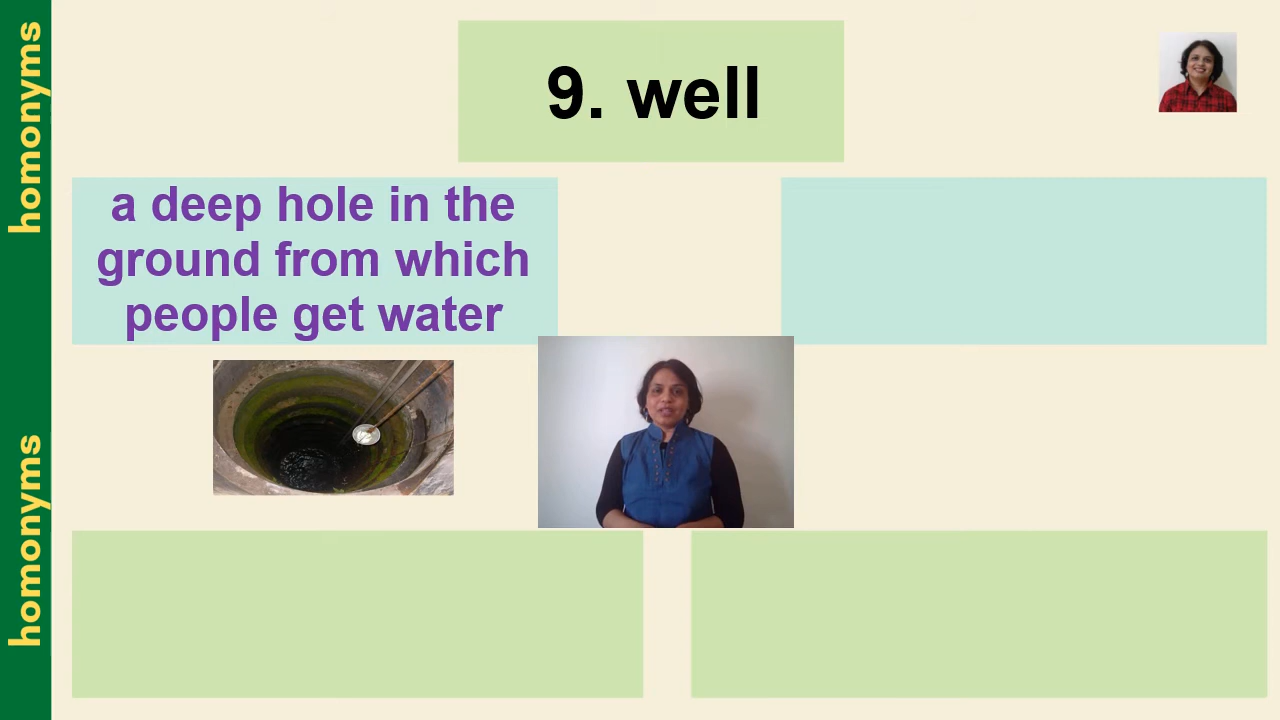 homonyms
homonyms
9. well
a deep hole in the
ground from which
people get water